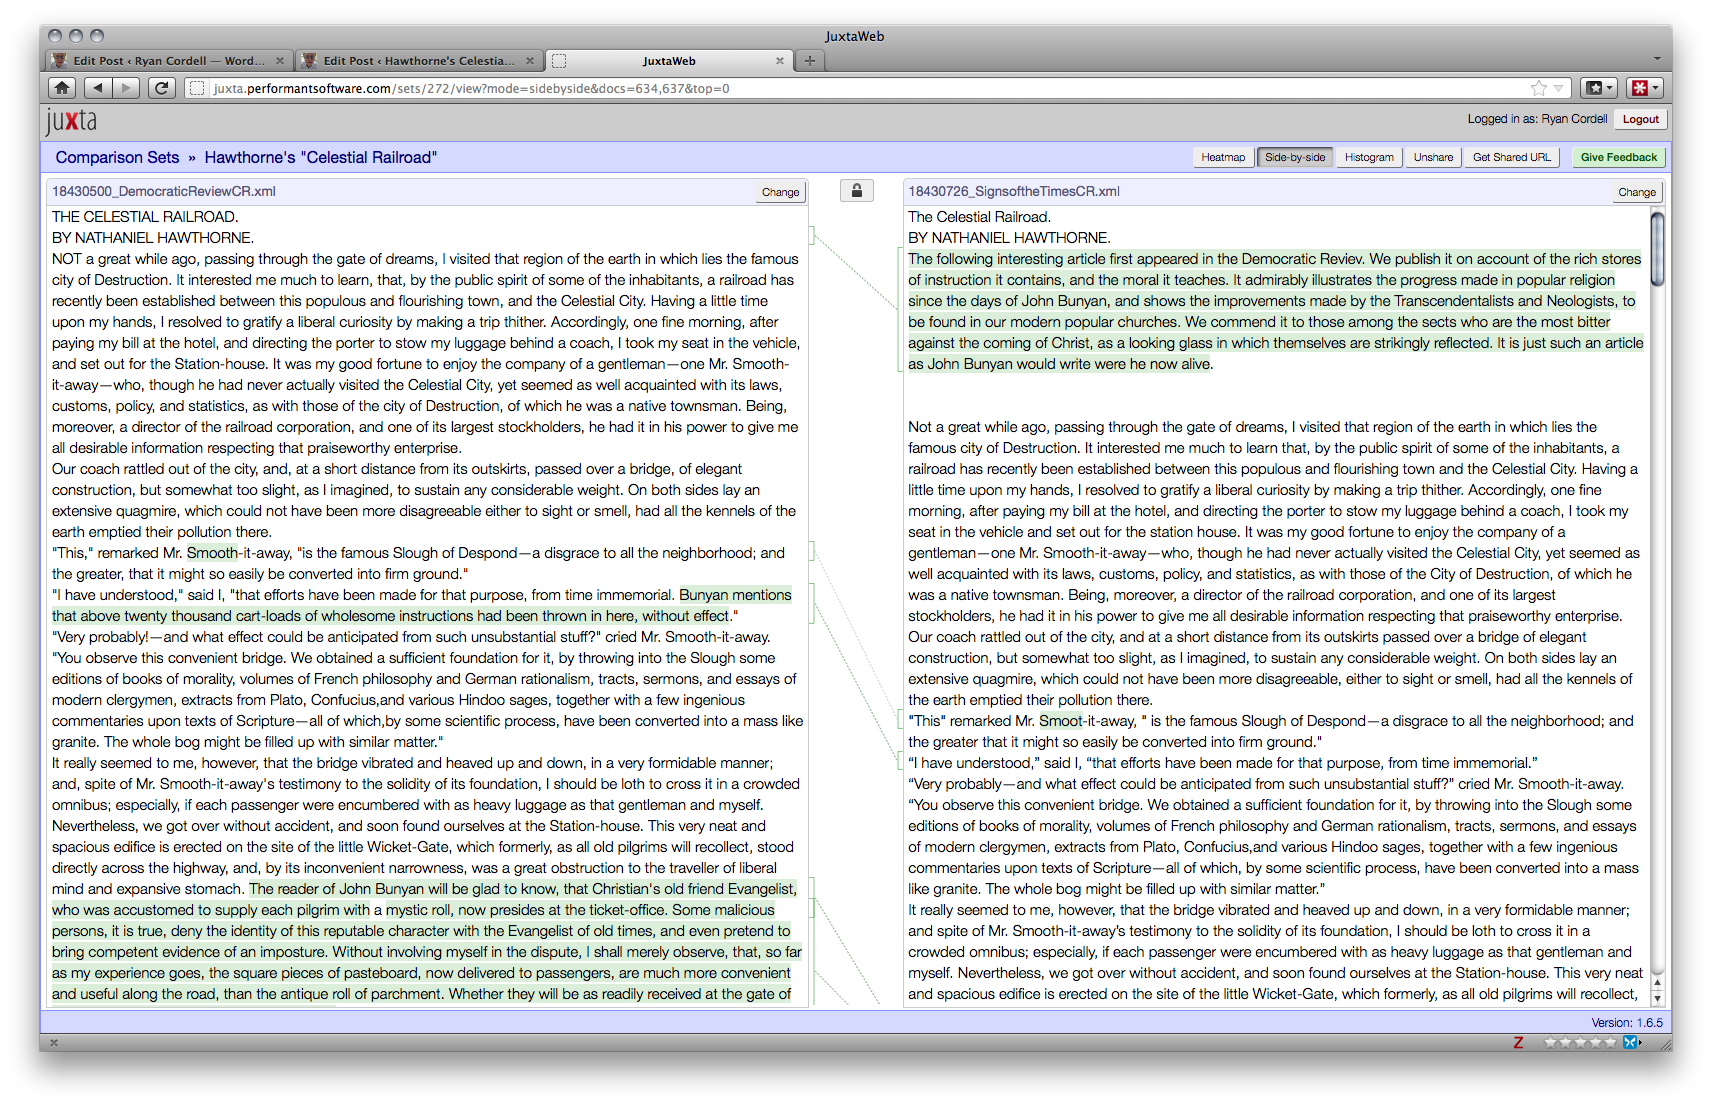 JuxtaWeb
Edit Post ‹ Ryan Cordell — Word...
Edit Post ‹ Hawthorne's Celestia...
JuxtaWeb
juxta.performantsoftware.com/sets/272/view?mode=sidebyside&docs=634,637&top=0
juxta
Logged in as: Ryan Cordell
Logout
Comparison Sets » Hawthorne's "Celestial Railroad"
Heatmap
Side-by-side
Histogram
Unshare
Get Shared URL
Give Feedback
18430500_DemocraticReviewCR.xml
Change
THE CELESTIAL RAILROAD.
BY NATHANIEL HAWTHORNE.
NOT a great while ago, passing through the gate of dreams, I visited that region of the earth in which lies the famous
city of Destruction. It interested me much to learn, that, by the public spirit of some of the inhabitants, a railroad has
recently been established between this populous and flourishing town, and the Celestial City. Having a little time
upon my hands, I resolved to gratify a liberal curiosity by making a trip thither. Accordingly, one fine morning, after
paying my bill at the hotel, and directing the porter to stow my luggage behind a coach, I took my seat in the vehicle,
and set out for the Station-house. It was my good fortune to enjoy the company of a gentleman—one Mr. Smooth-
it-away—who, though he had never actually visited the Celestial City, yet seemed as well acquainted with its laws,
customs, policy, and statistics, as with those of the city of Destruction, of which he was a native townsman. Being,
moreover, a director of the railroad corporation, and one of its largest stockholders, he had it in his power to give me
all desirable information respecting that praiseworthy enterprise.
Our coach rattled out of the city, and, at a short distance from its outskirts, passed over a bridge, of elegant
construction, but somewhat too slight, as I imagined, to sustain any considerable weight. On both sides lay an
extensive quagmire, which could not have been more disagreeable either to sight or smell, had all the kennels of the
earth emptied their pollution there.
"This," remarked Mr. Smooth-it-away, "is the famous Slough of Despond—a disgrace to all the neighborhood; and
the greater, that it might so easily be converted into firm ground."
"I have understood," said I, "that efforts have been made for that purpose, from time immemorial. Bunyan mentions
that above twenty thousand cart-loads of wholesome instructions had been thrown in here, without effect."
"Very probably!—and what effect could be anticipated from such unsubstantial stuff?" cried Mr. Smooth-it-away.
"You observe this convenient bridge. We obtained a sufficient foundation for it, by throwing into the Slough some
editions of books of morality, volumes of French philosophy and German rationalism, tracts, sermons, and essays of
modern clergymen, extracts from Plato, Confucius,and various Hindoo sages, together with a few ingenious
commentaries upon texts of Scripture—all of which,by some scientific process, have been converted into a mass like
granite. The whole bog might be filled up with similar matter."
It really seemed to me, however, that the bridge vibrated and heaved up and down, in a very formidable manner;
and, spite of Mr. Smooth-it-away's testimony to the solidity of its foundation, I should be loth to cross it in a crowded
omnibus; especially, if each passenger were encumbered with as heavy luggage as that gentleman and myself.
Nevertheless, we got over without accident, and soon found ourselves at the Station-house. This very neat and
spacious edifice is erected on the site of the little Wicket-Gate, which formerly, as all old pilgrims will recollect, stood
directly across the highway, and, by its inconvenient narrowness, was a great obstruction to the traveller of liberal
mind and expansive stomach. The reader of John Bunyan will be glad to know, that Christian's old friend Evangelist,
who was accustomed to supply each pilgrim with a mystic roll, now presides at the ticket-office. Some malicious
persons, it is true, deny the identity of this reputable character with the Evangelist of old times, and even pretend to
bring competent evidence of an imposture. Without involving myself in the dispute, I shall merely observe, that, so far
as my experience goes, the square pieces of pasteboard, now delivered to passengers, are much more convenient
and useful along the road, than the antique roll of parchment. Whether they will be as readily received at the gate of
18430726_SignsoftheTimesCR.xml
Change
The Celestial Railroad.
BY NATHANIEL HAWTHORNE.
The following interesting article first appeared in the Democratic Reviev. We publish it on account of the rich stores
of instruction it contains, and the moral it teaches. It admirably illustrates the progress made in popular religion
since the days of John Bunyan, and shows the improvements made by the Transcendentalists and Neologists, to
be found in our modern popular churches. We commend it to those among the sects who are the most bitter
against the coming of Christ, as a looking glass in which themselves are strikingly reflected. It is just such an article
as John Bunyan would write were he now alive.
Not a great while ago, passing through the gate of dreams, I visited that region of the earth in which lies the
famous city of Destruction. It interested me much to learn that, by the public spirit of some of the inhabitants, a
railroad has recently been established between this populous and flourishing town and the Celestial City. Having a
little time upon my hands, I resolved to gratify a liberal curiosity by making a trip thither. Accordingly, one fine
morning, after paying my bill at the hotel, and directing the porter to stow my luggage behind a coach, I took my
seat in the vehicle and set out for the station house. It was my good fortune to enjoy the company of a
gentleman—one Mr. Smooth-it-away—who, though he had never actually visited the Celestial City, yet seemed as
well acquainted with its laws, customs, policy, and statistics, as with those of the City of Destruction, of which he
was a native townsman. Being, moreover, a director of the railroad corporation, and one of its largest
stockholders, he had it in his power to give me all desirable information respecting that praiseworthy enterprise.
Our coach rattled out of the city, and at a short distance from its outskirts passed over a bridge of elegant
construction, but somewhat too slight, as I imagined, to sustain any considerable weight. On both sides lay an
extensive quagmire, which could not have been more disagreeable, either to sight or smell, had all the kennels of
the earth emptied their pollution there.
"This" remarked Mr. Smoot-it-away, " is the famous Slough of Despond—a disgrace to all the neighborhood; and
the greater that it might so easily be converted into firm ground."
“I have understood,” said I, “that efforts have been made for that purpose, from time immemorial.”
“Very probably—and what effect could be anticipated from such unsubstantial stuff?” cried Mr. Smooth-it-away.
“You observe this convenient bridge. We obtained a sufficient foundation for it, by throwing into the Slough some
editions of books of morality, volumes of French philosophy and German rationalism, tracts, sermons, and essays
of modern clergymen, extracts from Plato, Confucius,and various Hindoo sages, together with a few ingenious
commentaries upon texts of Scripture—all of which, by some scientific process, have been converted into a mass
like granite. The whole bog might be filled up with similar matter.”
It really seemed to me, however, that the bridge vibrated and heaved up and down, in a very formidable manner;
and spite of Mr. Smooth-it-away’s testimony to the solidity of its foundation, I should be loth to cross it in a
crowded omnibus; especially, if each passenger were encumbered with as heavy luggage as that gentleman and
myself. Nevertheless, we got over without accident, and soon found ourselves at the Station-house. This very neat
and spacious edifice is erected on the site of the little Wicket-Gate, which formerly, as all old pilgrims will recollect,
Version: 1.6.5
Z